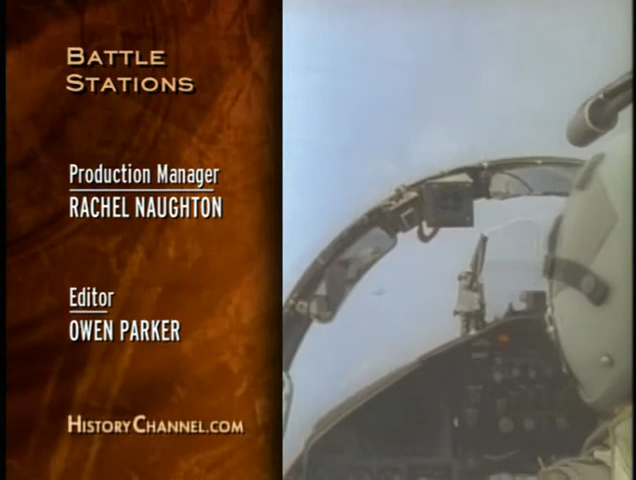 BATTLE
STATIONS
Production Manager
RACHEL NAUGHTON
Editor
OWEN PARKER
HISTORYCHANNEL.COM